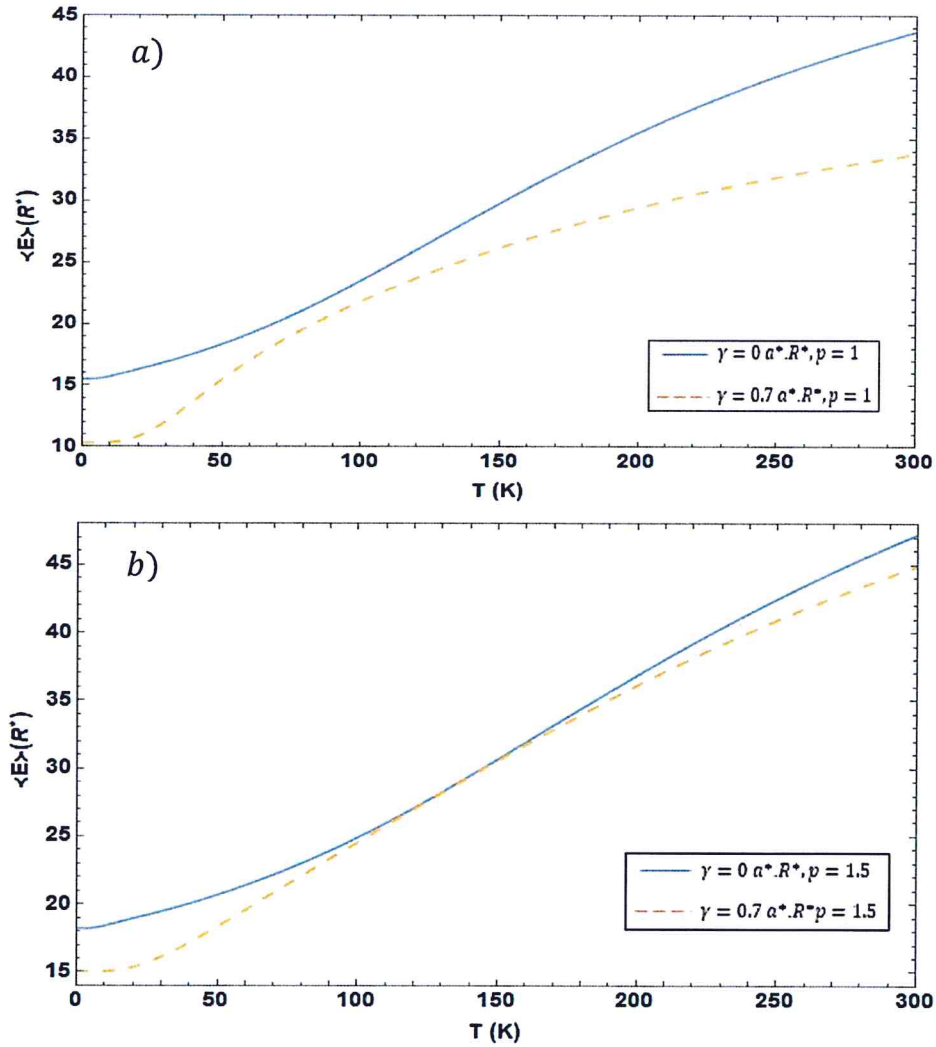 a)
45
40
35
30
25
20
15
10
<E>(R*)
γ = 0 a*.R*, p = 1
γ = 0.7 a*.R*, p = 1
0 50 100 150 200 250 300
T (K)
b)
45
40
35
30
25
20
15
<E>(R*)
γ = 0 a*.R*, p = 1.5
γ = 0.7 a*.R* p = 1.5
0 50 100 150 200 250 300
T (K)